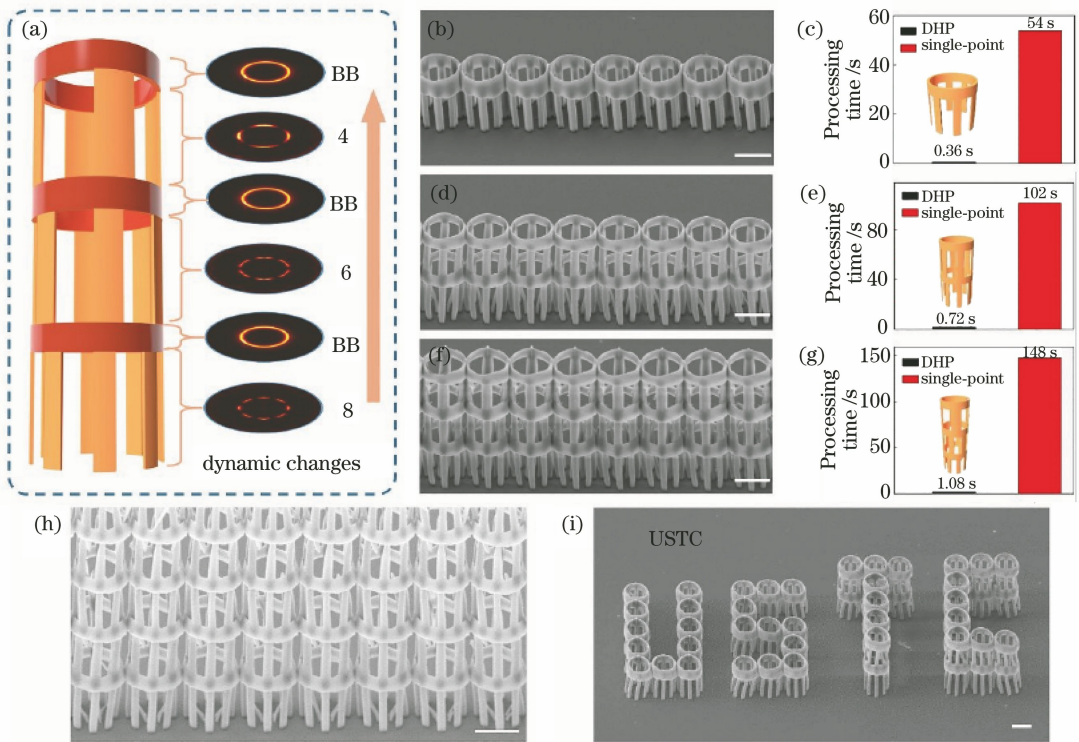 (a)
BB
4
BB
6
BB
8
dynamic changes
(b)
(c)
Processing
time /s
60
40
20
0
DHP
single-point
54 s
0.36 s
(d)
(e)
Processing
time /s
80
40
0
DHP
single-point
102 s
0.72 s
(f)
(g)
Processing
time /s
150
100
50
0
DHP
single-point
148 s
1.08 s
(h)
(i)
USTC